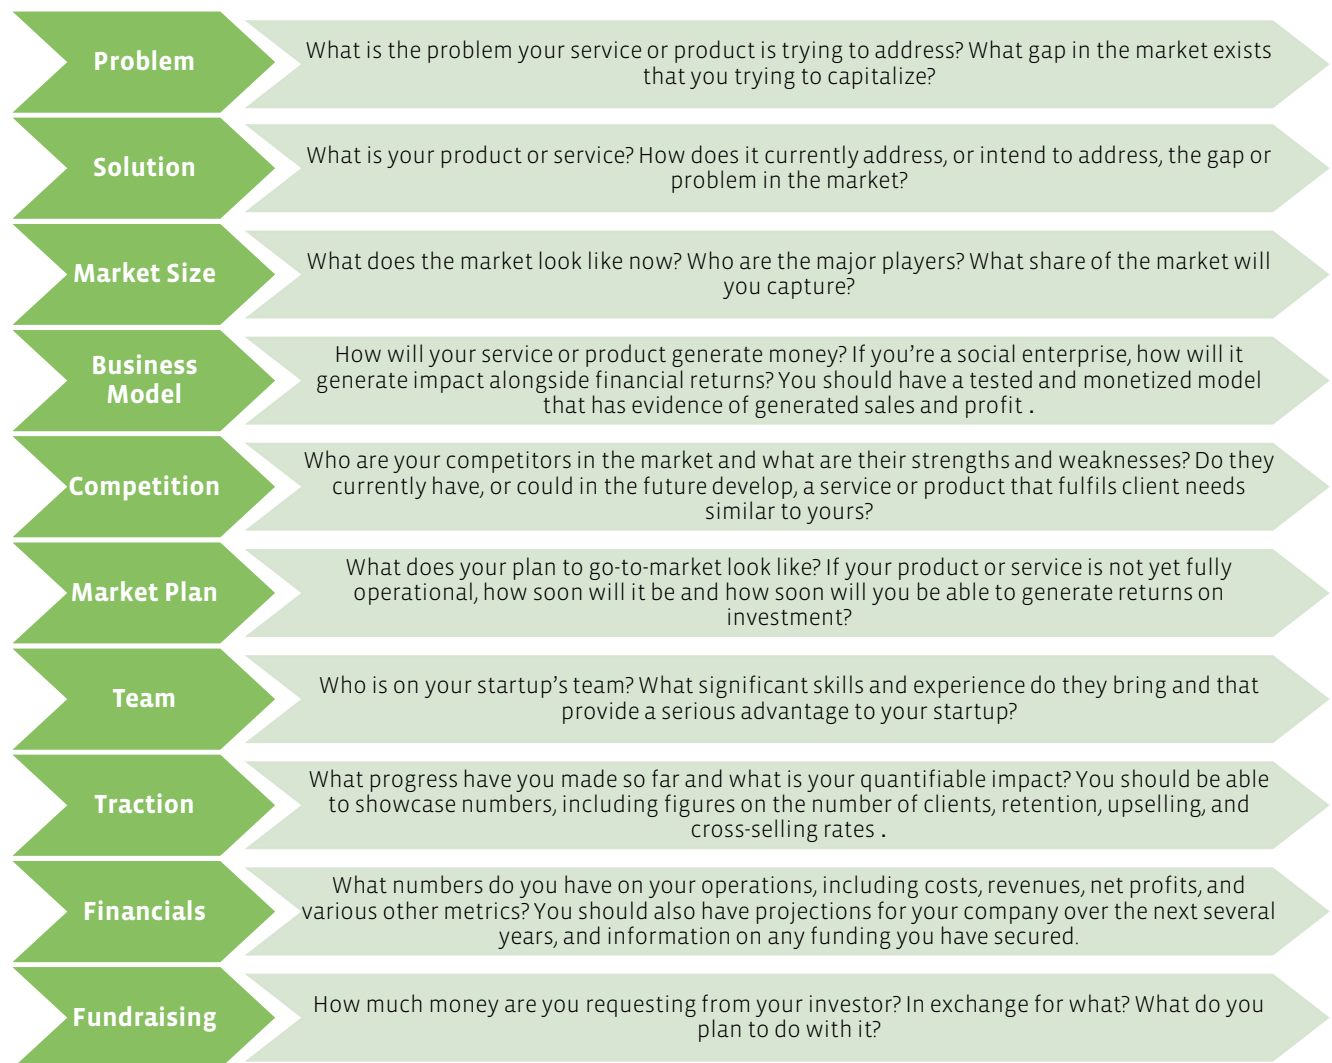 Problem
What is the problem your service or product is trying to address? What gap in the market exists
that you trying to capitalize?
Solution
What is your product or service? How does it currently address, or intend to address, the gap or
problem in the market?
Market Size
What does the market look like now? Who are the major players? What share of the market will
you capture?
Business
Model
How will your service or product generate money? If you’re a social enterprise, how will it
generate impact alongside financial returns? You should have a tested and monetized model
that has evidence of generated sales and profit .
Competition
Who are your competitors in the market and what are their strengths and weaknesses? Do they
currently have, or could in the future develop, a service or product that fulfils client needs
similar to yours?
Market Plan
What does your plan to go-to-market look like? If your product or service is not yet fully
operational, how soon will it be and how soon will you be able to generate returns on
investment?
Team
Who is on your startup’s team? What significant skills and experience do they bring and that
provide a serious advantage to your startup?
Traction
What progress have you made so far and what is your quantifiable impact? You should be able
to showcase numbers, including figures on the number of clients, retention, upselling, and
cross-selling rates .
Financials
What numbers do you have on your operations, including costs, revenues, net profits, and
various other metrics? You should also have projections for your company over the next several
years, and information on any funding you have secured.
Fundraising
How much money are you requesting from your investor? In exchange for what? What do you
plan to do with it?